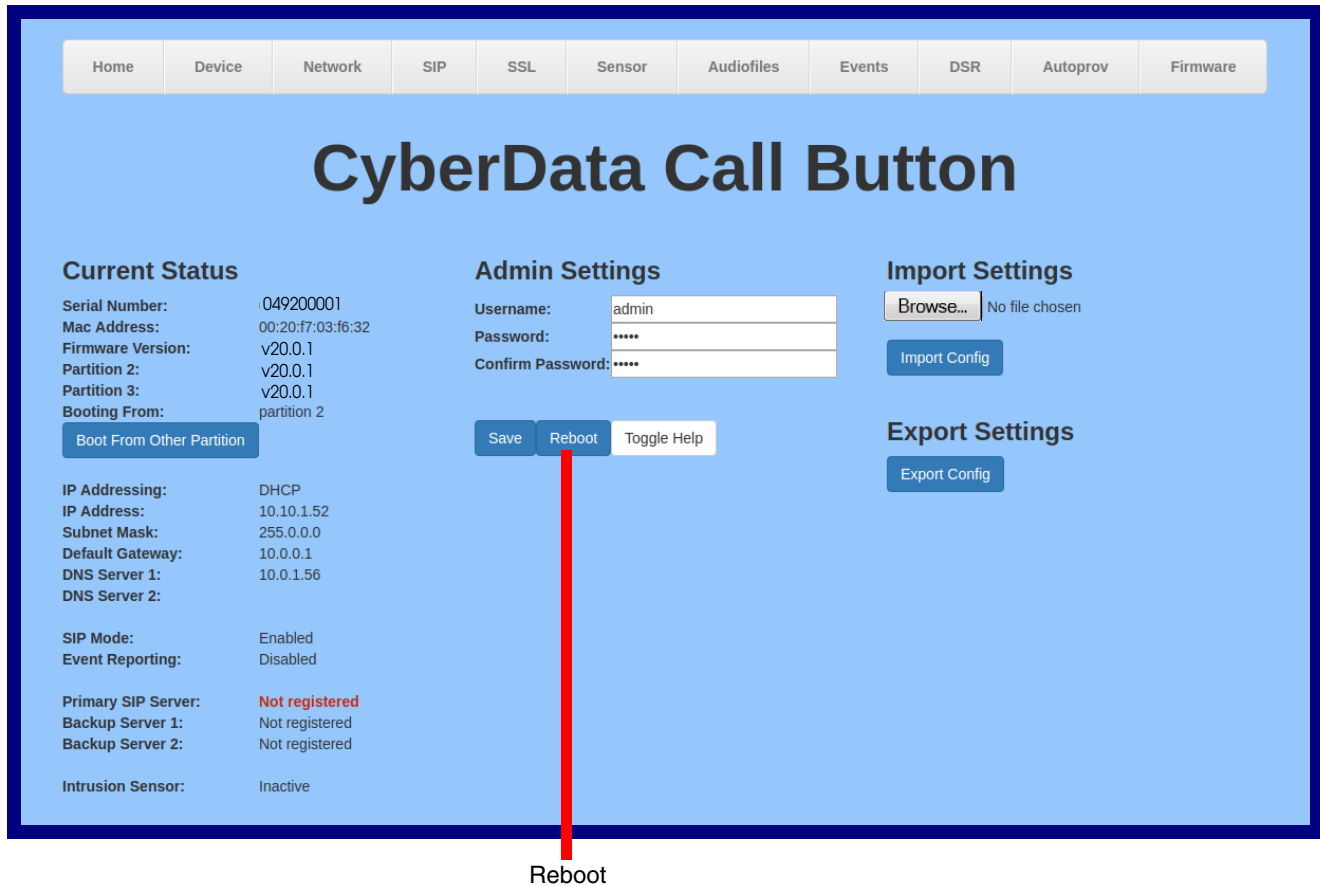 Home Device Network SIP SSL Sensor Audiofiles Events DSR Autoprov Firmware
CyberData Call Button
Current Status
Serial Number: 049200001
Mac Address: 00:20:f7:03:f6:32
Firmware Version: v20.0.1
Partition 2: v20.0.1
Partition 3: v20.0.1
Booting From: partition 2
Boot From Other Partition
IP Addressing: DHCP
IP Address: 10.10.1.52
Subnet Mask: 255.0.0.0
Default Gateway: 10.0.0.1
DNS Server 1: 10.0.1.56
DNS Server 2:
SIP Mode: Enabled
Event Reporting: Disabled
Primary SIP Server: Not registered
Backup Server 1: Not registered
Backup Server 2: Not registered
Intrusion Sensor: Inactive
Admin Settings
Username: admin
Password: •••••
Confirm Password: •••••
Save Reboot Toggle Help
Import Settings
Browse... No file chosen
Import Config
Export Settings
Export Config
Reboot